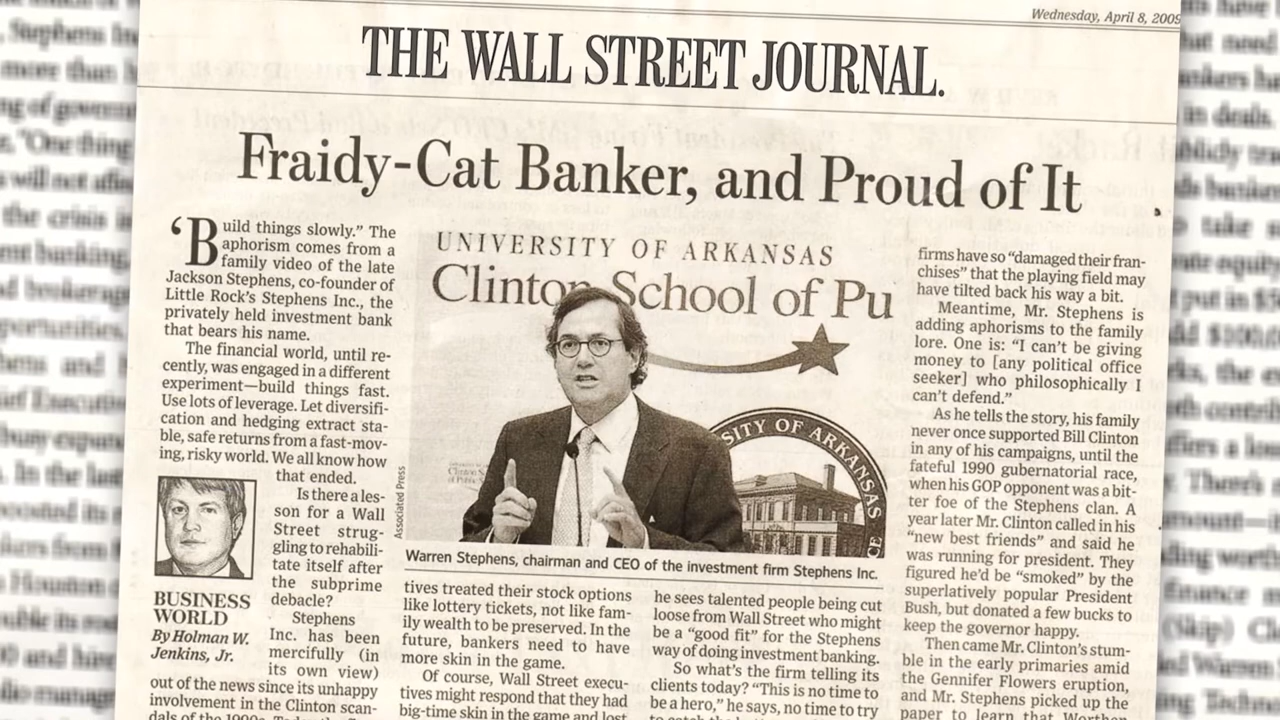 Wednesday, April 8, 2009
THE WALL STREET JOURNAL.
Fraidy-Cat Banker, and Proud of It
‘Build things slowly.” The
aphorism comes from a
family video of the late
Jackson Stephens, co-founder of
Little Rock’s Stephens Inc., the
privately held investment bank
that bears his name.
The financial world, until re-
cently, was engaged in a different
experiment—build things fast.
Use lots of leverage. Let diversifi-
cation and hedging extract sta-
ble, safe returns from a fast-mov-
ing, risky world. We all know how
that ended.
Is there a les-
son for a Wall
Street strug-
gling to rehabili-
tate itself after
the subprime
debacle?
Stephens
Inc. has been
mercifully (in
its own view)
out of the news since its unhappy
involvement in the Clinton scan-
dals of the 1990s.
BUSINESS
WORLD
By Holman W.
Jenkins, Jr.
UNIVERSITY OF ARKANSAS
Clinton School of Pu
SITY OF ARKANSAS
CE
Associated Press
Warren Stephens, chairman and CEO of the investment firm Stephens Inc.
tives treated their stock options
like lottery tickets, not like fam-
ily wealth to be preserved. In the
future, bankers need to have
more skin in the game.
Of course, Wall Street execu-
tives might respond that they had
big-time skin in the game and lost
he sees talented people being cut
loose from Wall Street who might
be a “good fit” for the Stephens
way of doing investment banking.
So what’s the firm telling its
clients today? “This is no time to
be a hero,” he says, no time to try
firms have so “damaged their fran-
chises” that the playing field may
have tilted back his way a bit.
Meantime, Mr. Stephens is
adding aphorisms to the family
lore. One is: “I can’t be giving
money to [any political office
seeker] who philosophically I
can’t defend.”
As he tells the story, his family
never once supported Bill Clinton
in any of his campaigns, until the
fateful 1990 gubernatorial race,
when his GOP opponent was a bit-
ter foe of the Stephens clan. A
year later Mr. Clinton called in his
“new best friends” and said he
was running for president. They
figured he’d be “smoked” by the
superlatively popular President
Bush, but donated a few bucks to
keep the governor happy.
Then came Mr. Clinton’s stum-
ble in the early primaries amid
the Gennifer Flowers eruption,
and Mr. Stephens picked up the
paper to learn that Worthen